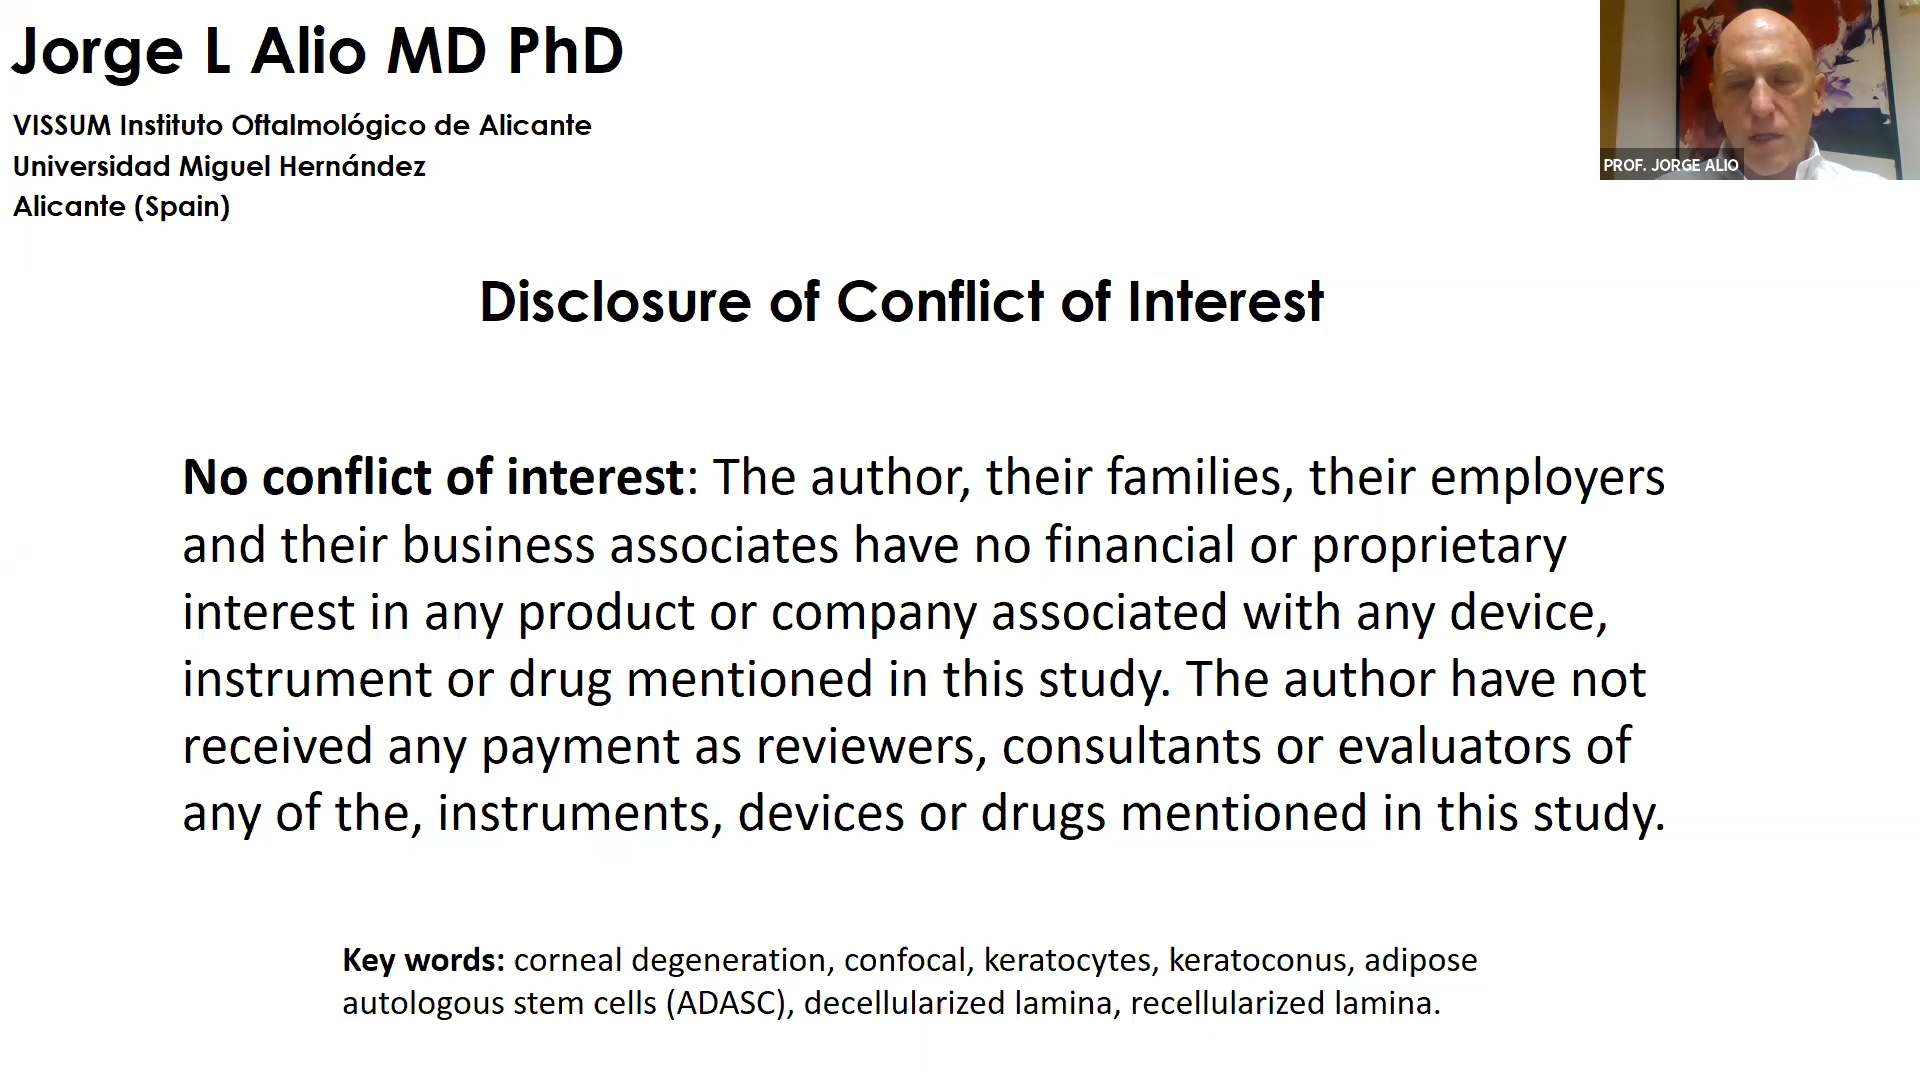 Jorge L Alio MD PhD
VISSUM Instituto Oftalmológico de Alicante
Universidad Miguel Hernández
Alicante (Spain)
PROF. JORGE ALIO
Disclosure of Conflict of Interest
No conflict of interest: The author, their families, their employers
and their business associates have no financial or proprietary
interest in any product or company associated with any device,
instrument or drug mentioned in this study. The author have not
received any payment as reviewers, consultants or evaluators of
any of the, instruments, devices or drugs mentioned in this study.
Key words: corneal degeneration, confocal, keratocytes, keratoconus, adipose
autologous stem cells (ADASC), decellularized lamina, recellularized lamina.